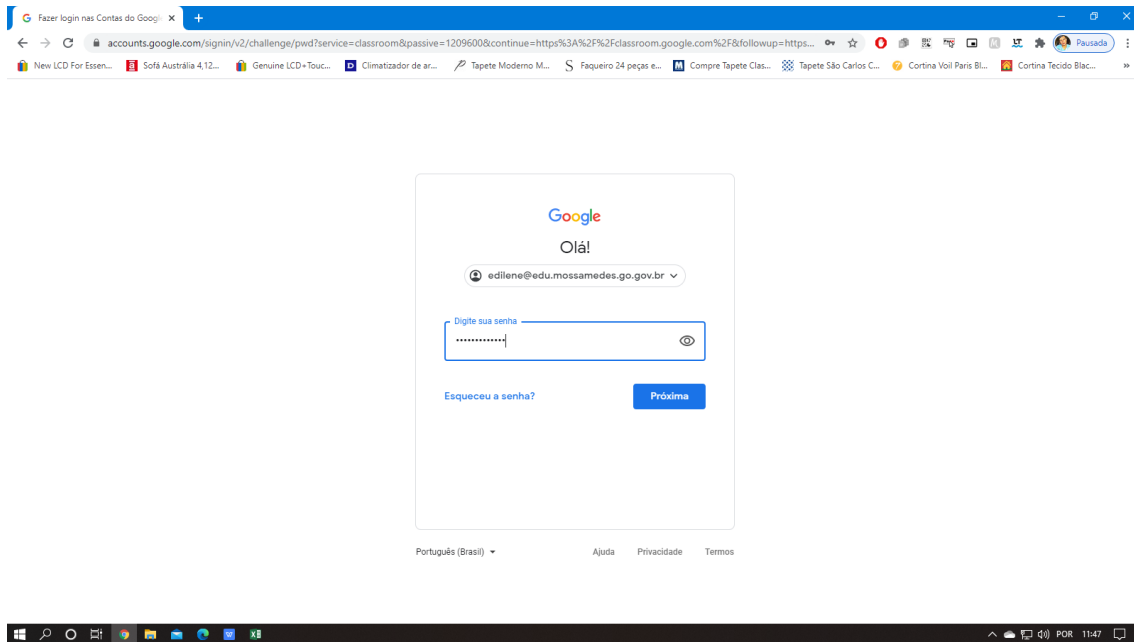 Fazer login nas Contas do Googl
accounts.google.com/signin/v2/challenge/pwd?service=classroom&passive=1209600&continue=https%3A%2F%2Fclassroom.google.com%2F&followup=https...
Pausada
New LCD For Essen...
Sofá Austrália 4,12...
Genuine LCD+Touc...
Climatizador de ar...
Tapete Moderno M...
Faqueiro 24 peças e...
Compre Tapete Clas...
Tapete São Carlos C...
Cortina Voil Paris Bl...
Cortina Tecido Blac...
Google
Olá!
edilene@edu.mossamedes.go.gov.br
Digite sua senha
Esqueceu a senha?
Próxima
Português (Brasil)
Ajuda
Privacidade
Termos
POR
11:47